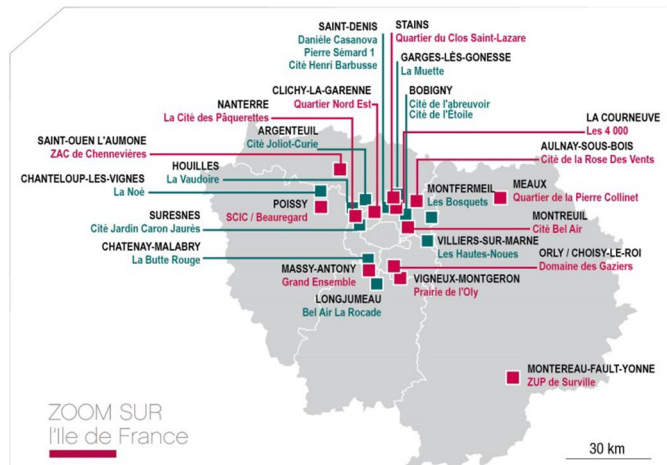 SAINT-DENIS
Danièle Casanova
Pierre Sémard 1
Cité Henri Barbusse
STAINS
Quartier du Clos Saint-Lazare
GARGES-LÈS-GONESSE
La Muette
CLICHY-LA-GARENNE
Quartier Nord Est
BOBIGNY
Cité de l'abreuvoir
Cité de l'Étoile
NANTERRE
La Cité des Pâquerettes
LA COURNEUVE
Les 4 000
ARGENTEUIL
Cité Joliot-Curie
SAINT-OUEN L'AUMONE
ZAC de Chennevières
AULNAY-SOUS-BOIS
Cité de la Rose Des Vents
HOUILLES
La Vaudoire
CHANTELOUP-LES-VIGNES
La Noé
MONTFERMEIL
Les Bosquets
MEAUX
Quartier de la Pierre Collinet
POISSY
SCIC / Beauregard
SURESNES
Cité Jardin Caron Jaurés
MONTREUIL
Cité Bel Air
VILLIERS-SUR-MARNE
Les Hautes-Noues
CHATENAY-MALABRY
La Butte Rouge
ORLY / CHOISY-LE-ROI
Domaine des Gaziers
MASSY-ANTONY
Grand Ensemble
VIGNEUX-MONTGERON
Prairie de l'Oly
LONGJUMEAU
Bel Air La Rocade
MONTEREAU-FAULT-YONNE
ZUP de Surville
ZOOM SUR
l'Ile de France
30 km